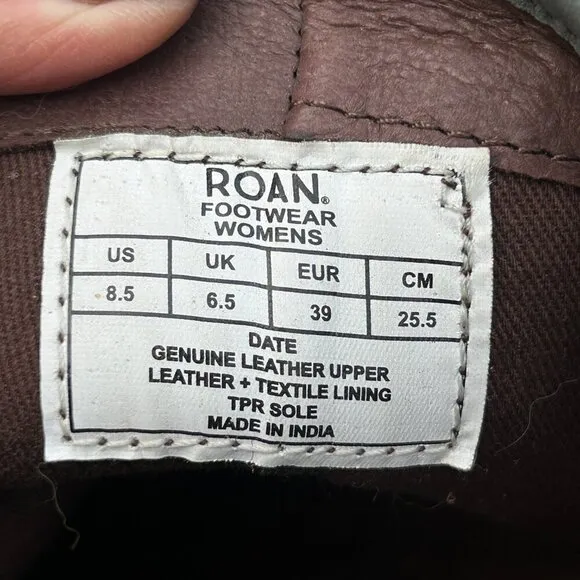 ROAN®
FOOTWEAR
WOMENS
US UK EUR CM
8.5 6.5 39 25.5
DATE
GENUINE LEATHER UPPER
LEATHER + TEXTILE LINING
TPR SOLE
MADE IN INDIA